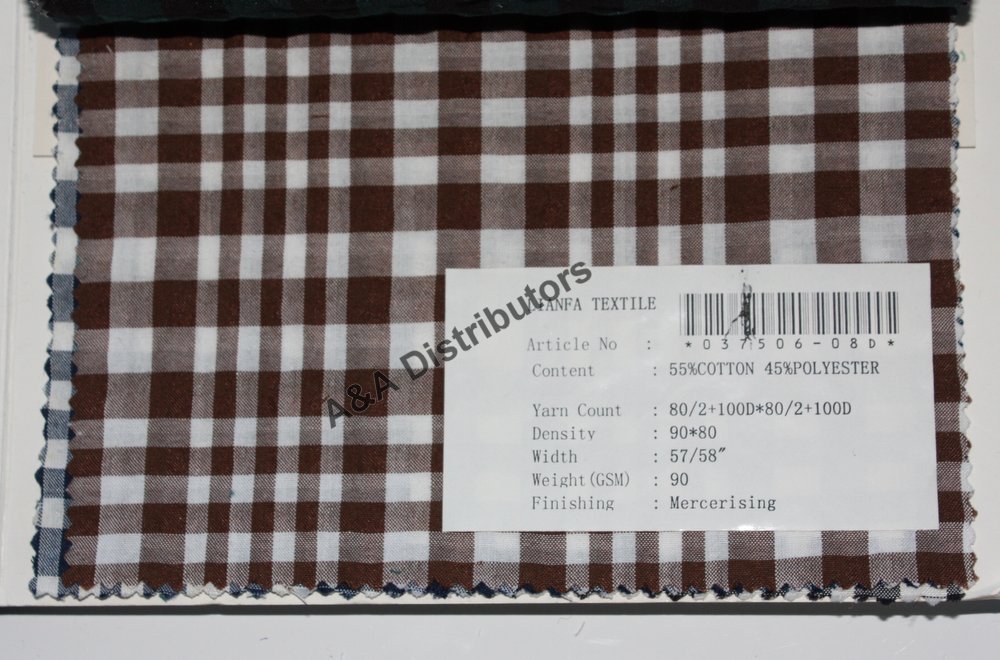 TEXTILE
*037506-08D*
Article No :
Content : 55%COTTON 45%POLYESTER
Yarn Count : 80/2+100D*80/2+100D
Density : 90*80
Width : 57/58"
Weight(GSM) : 90
Finishing : Mercerising
A&A Distributors